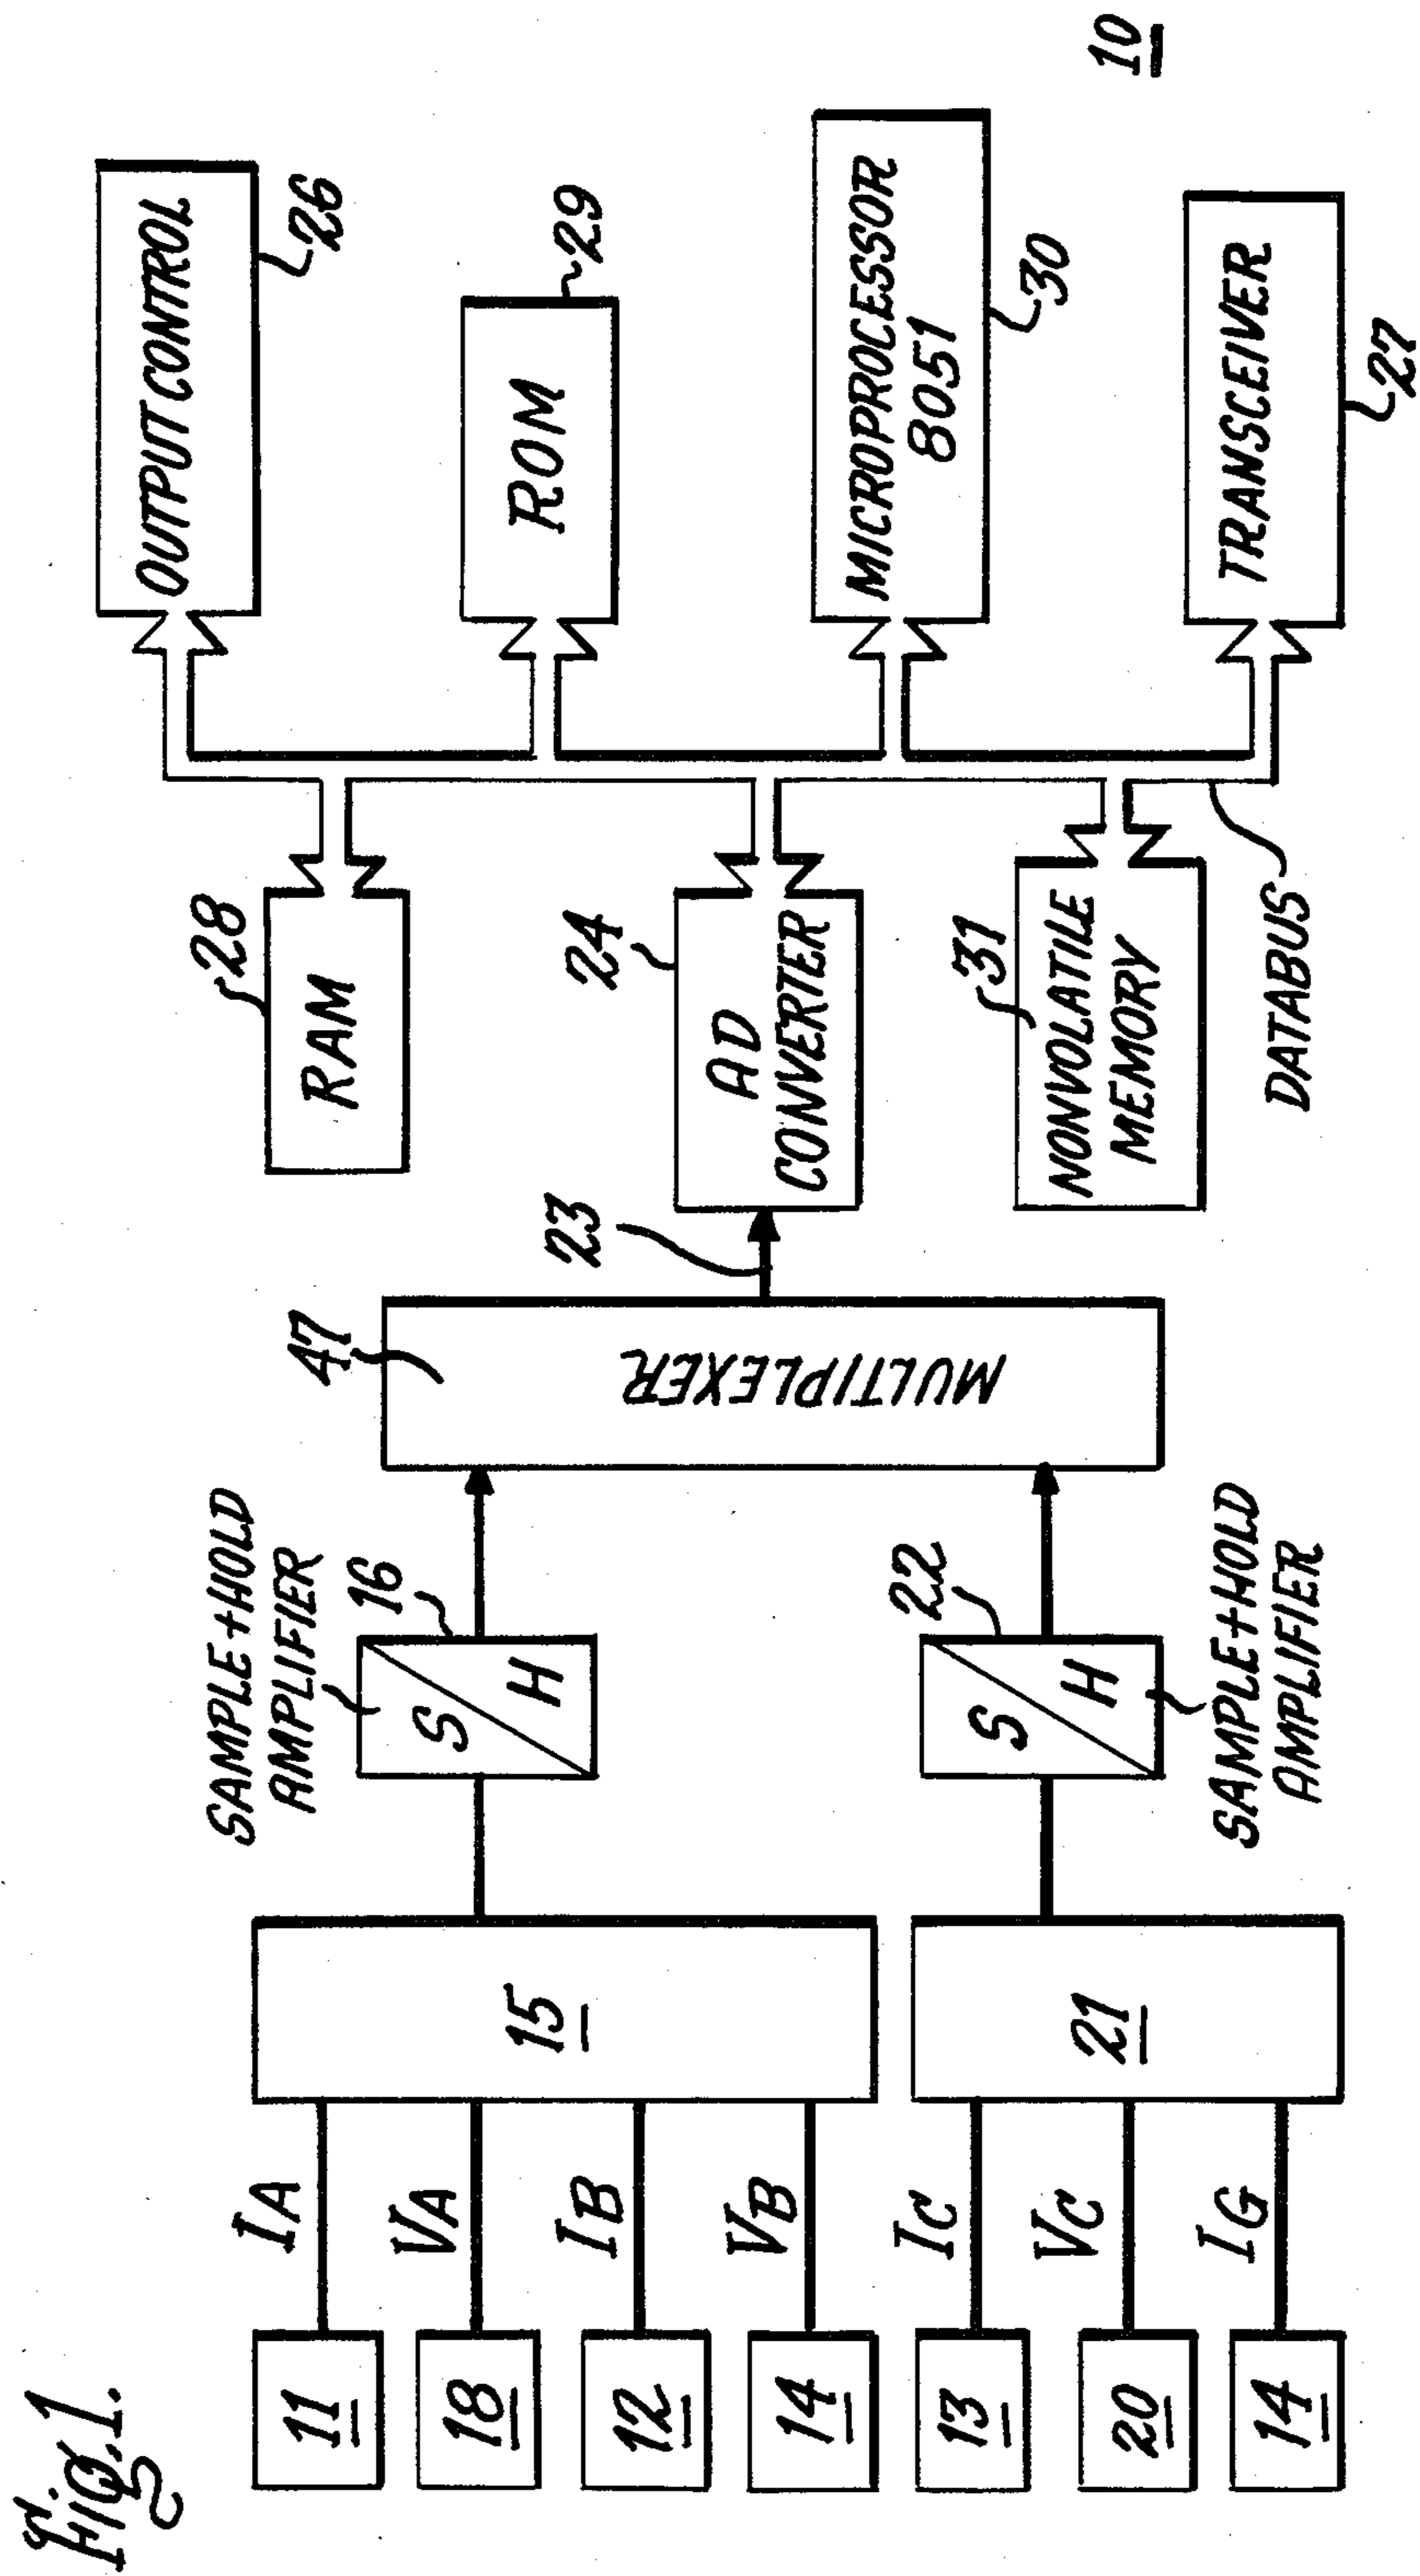 Fig. 1.
10
11
IA
18
VA
12
IB
14
VB
13
IC
20
VC
14
IG
15
21
SAMPLE+HOLD
AMPLIFIER
16
S
H
22
S
H
SAMPLE+HOLD
AMPLIFIER
47
MULTIPLEXER
23
28
RAM
24
AD
CONVERTER
31
NONVOLATILE
MEMORY
DATABUS
OUTPUT CONTROL
26
ROM
29
MICROPROCESSOR
8051
30
TRANSCEIVER
27